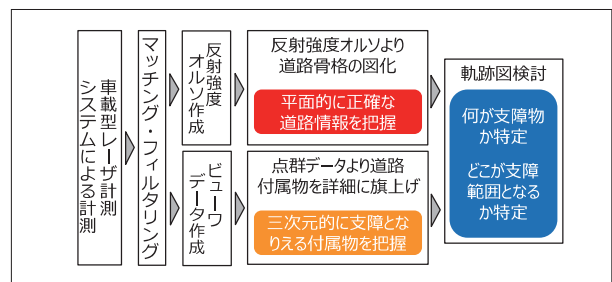 車載型レーザ計測
システムによる計測
マッチング・フィルタリング
反射強度
オルソ作成
反射強度オルソより
道路骨格の図化
平面的に正確な
道路情報を把握
ビューワ
データ作成
点群データより道路
付属物を詳細に旗上げ
三次元的に支障とな
りえる付属物を把握
軌跡図検討
何が支障物
か特定
どこが支障
範囲となる
か特定